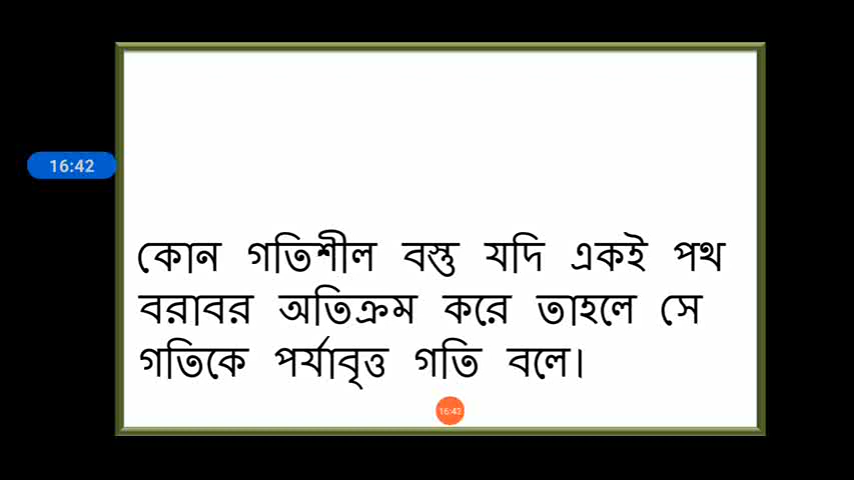 16:42
কোন গতিশীল বস্তু যদি একই পথ
বরাবর অতিক্রম করে তাহলে সে
গতিকে পর্যাবৃত্ত গতি বলে।
16:42